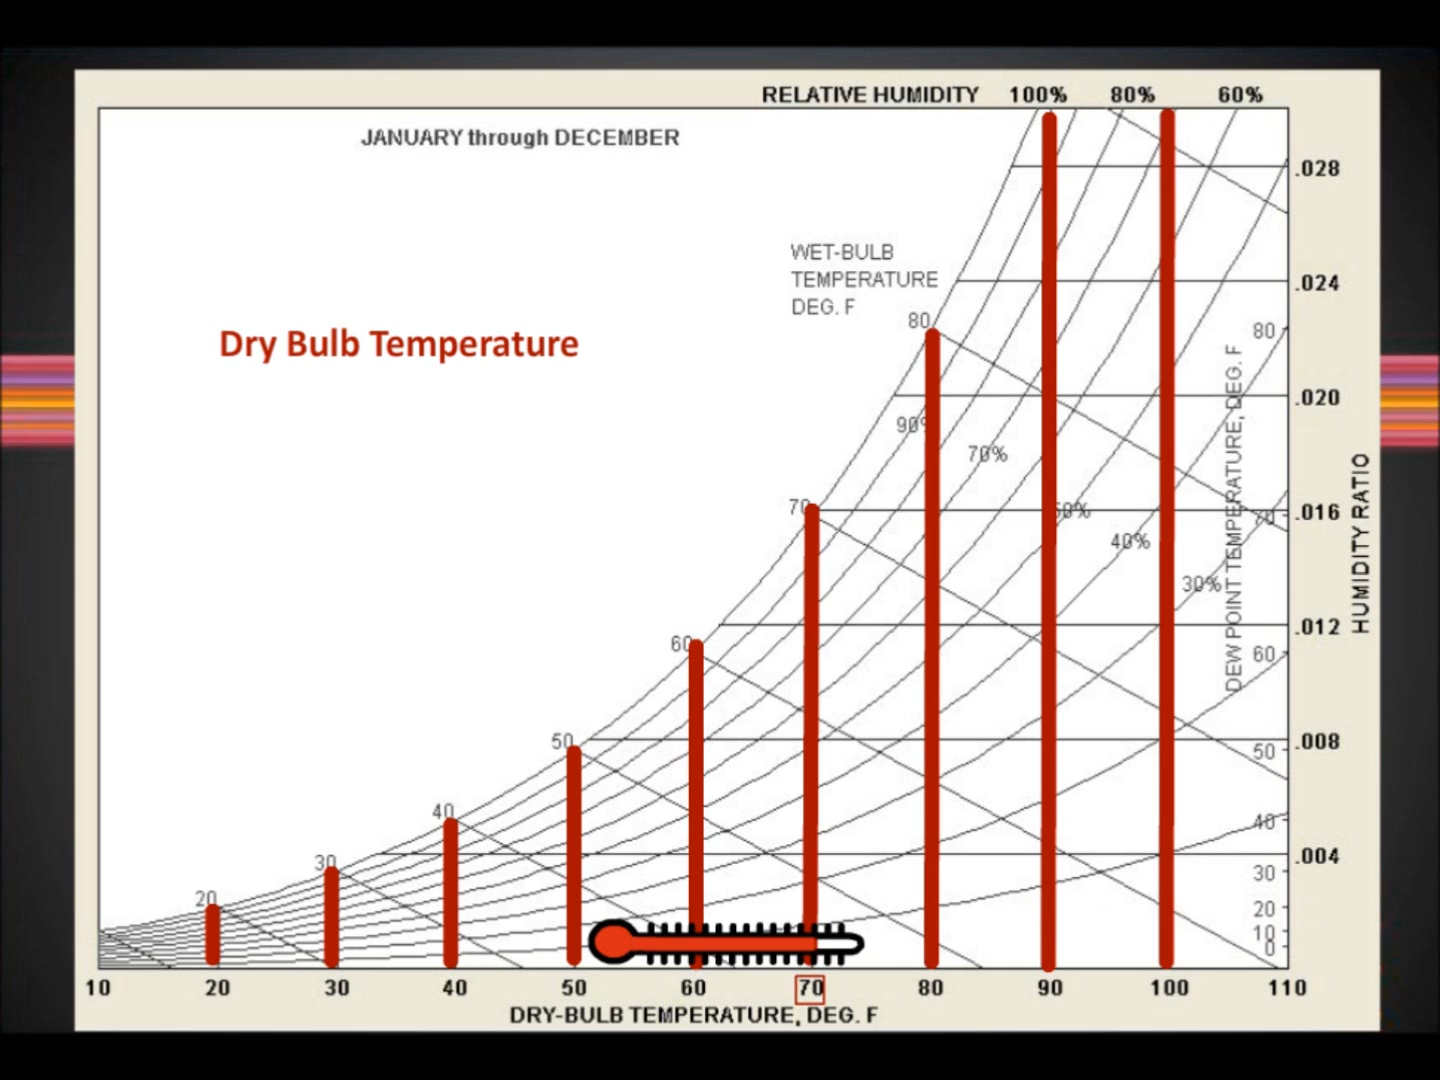 RELATIVE HUMIDITY 100% 80% 60%
JANUARY through DECEMBER
.028
WET-BULB
TEMPERATURE
DEG. F
.024
80
80
Dry Bulb Temperature
.020
90%
70%
70
50%
70
.016
40%
30%
DEW POINT TEMPERATURE, DEG. F
HUMIDITY RATIO
.012
60
60
50
.008
50
40
40
.004
30
30
20
20
10
0
10 20 30 40 50 60 70 80 90 100 110
DRY-BULB TEMPERATURE, DEG. F